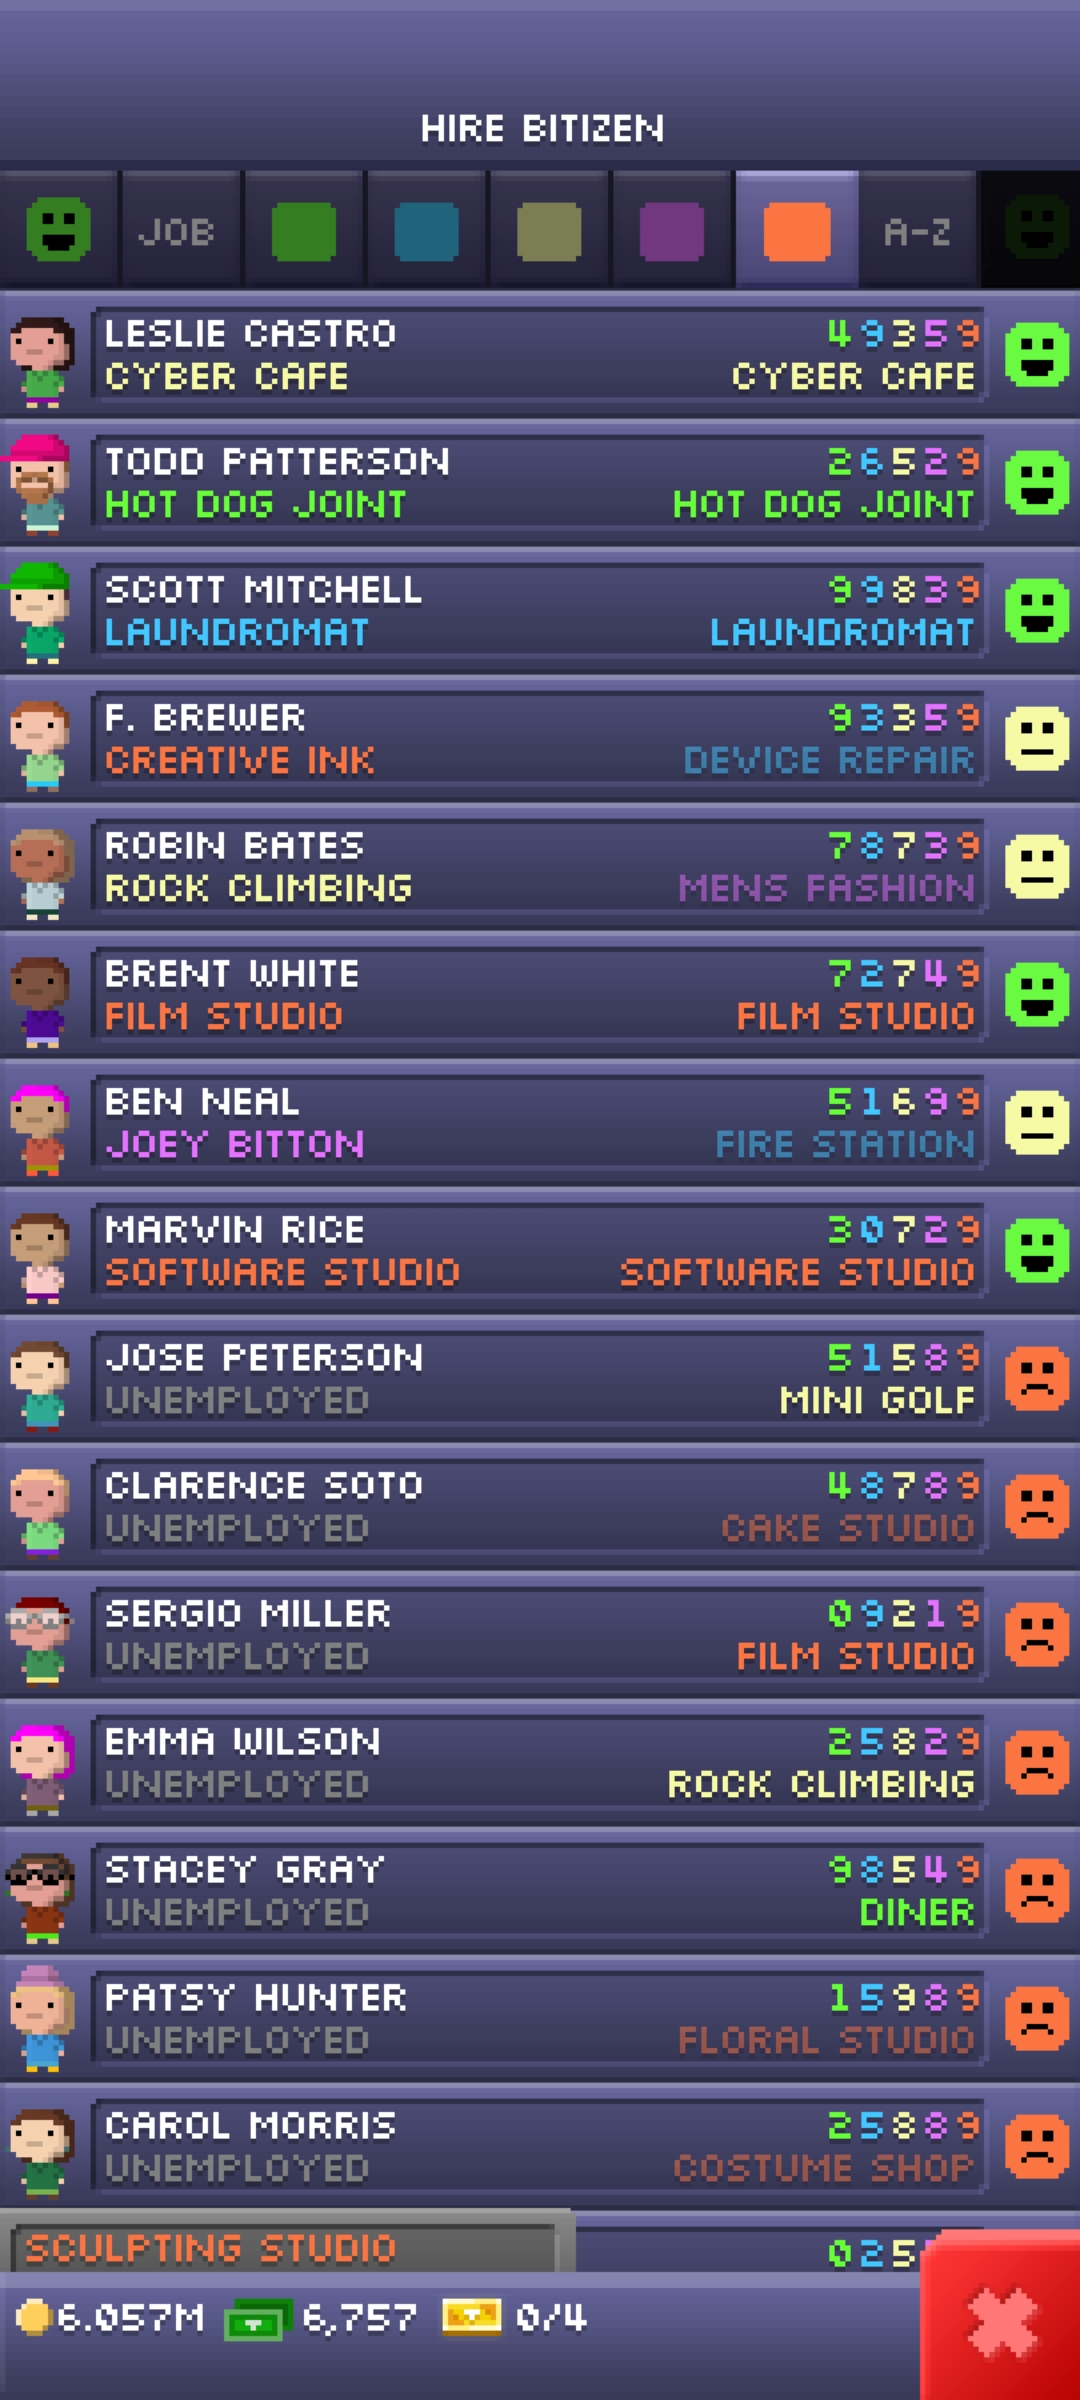 HIRE BITIZEN
JOB A-Z
LESLIE CASTRO 49359
CYBER CAFE CYBER CAFE
TODD PATTERSON 26529
HOT DOG JOINT HOT DOG JOINT
SCOTT MITCHELL 99839
LAUNDROMAT LAUNDROMAT
F. BREWER 93359
CREATIVE INK DEVICE REPAIR
ROBIN BATES 78739
ROCK CLIMBING MENS FASHION
BRENT WHITE 72749
FILM STUDIO FILM STUDIO
BEN NEAL 51699
JOEY BITTON FIRE STATION
MARVIN RICE 30729
SOFTWARE STUDIO SOFTWARE STUDIO
JOSE PETERSON 51589
UNEMPLOYED MINI GOLF
CLARENCE SOTO 48789
UNEMPLOYED CAKE STUDIO
SERGIO MILLER 09219
UNEMPLOYED FILM STUDIO
EMMA WILSON 25829
UNEMPLOYED ROCK CLIMBING
STACEY GRAY 98549
UNEMPLOYED DINER
PATSY HUNTER 15989
UNEMPLOYED FLORAL STUDIO
CAROL MORRIS 25889
UNEMPLOYED COSTUME SHOP
SCULPTING STUDIO 025
6.057M 6,757 0/4